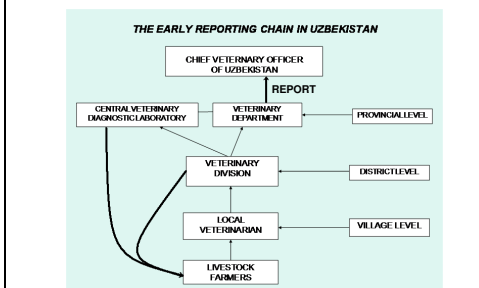 THE EARLY REPORTING CHAIN IN UZBEKISTAN
CHIEF VETERNARY OFFICER
OF UZBEKISTAN
REPORT
CENTRAL VETERINARY
DIAGNOSTIC LABORATORY
VETERINARY
DEPARTMENT
PROVINCIAL LEVEL
VETERINARY
DIVISION
DISTRICT LEVEL
LOCAL
VETERINARIAN
VILLAGE LEVEL
LIVESTOCK
FARMERS